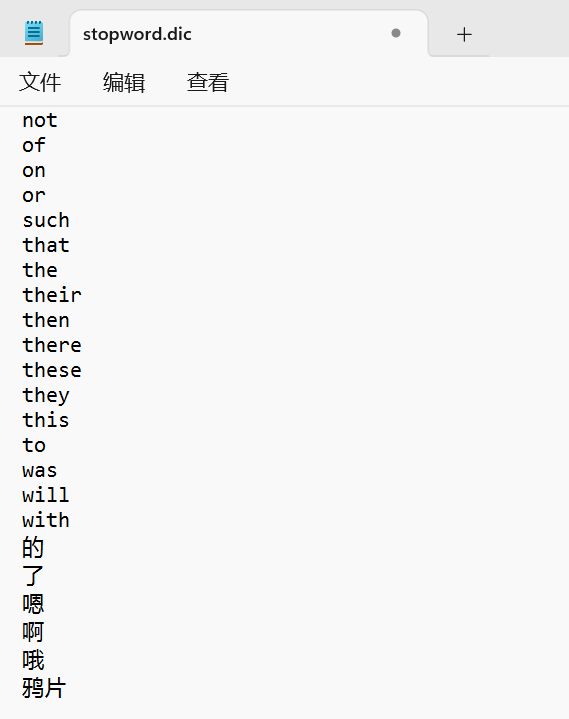 stopword.dic
文件 编辑 查看
not
of
on
or
such
that
the
their
then
there
these
they
this
to
was
will
with
的
了
嗯
啊
哦
鸦片